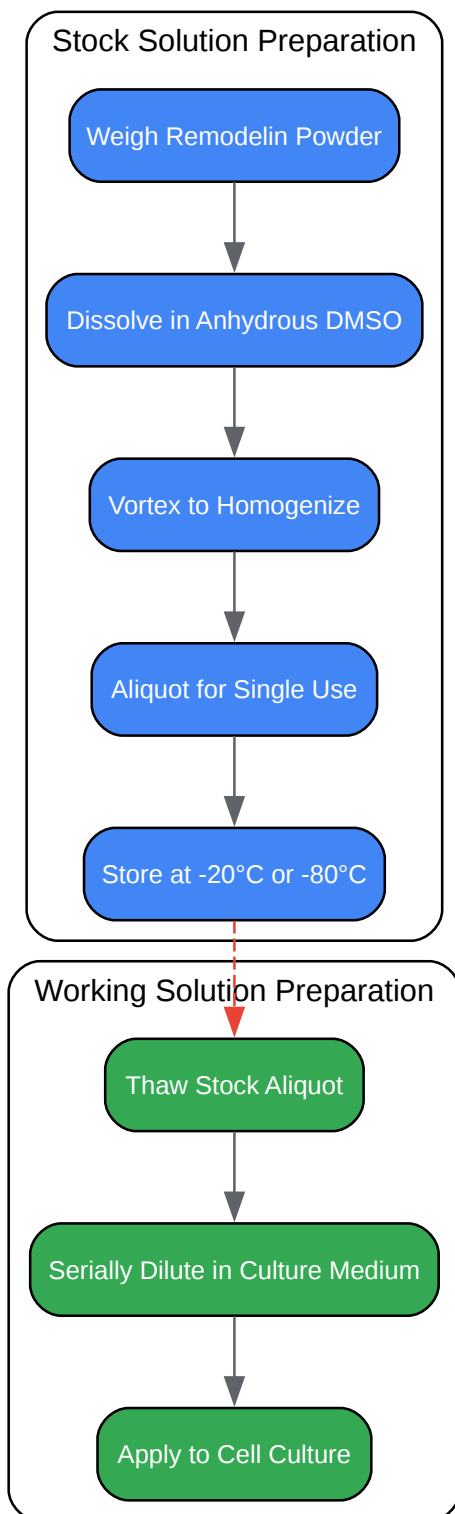 Stock Solution Preparation
Weigh Remodelin Powder
Dissolve in Anhydrous DMSO
Vortex to Homogenize
Aliquot for Single Use
Store at -20°C or -80°C
Working Solution Preparation
Thaw Stock Aliquot
Serially Dilute in Culture Medium
Apply to Cell Culture